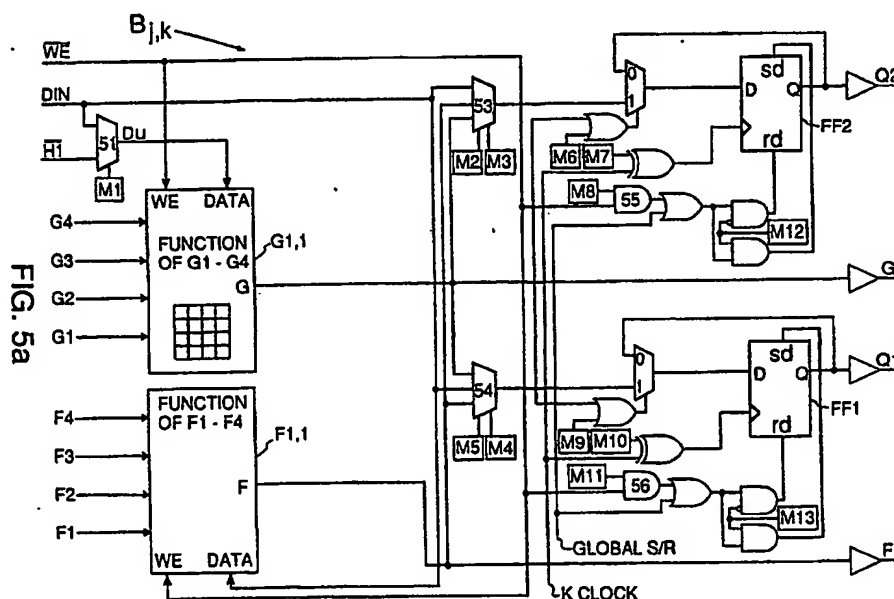 B j,k
WE
DIN
H1
51
Du
M1
WE DATA
G4
G3
G2
G1
FUNCTION
OF G1 - G4
G
G1,1
FUNCTION
OF F1 - F4
F4
F3
F2
F1
F
F1,1
WE DATA
53
M2 M3
54
M5 M4
0
1
M6 M7
M8
55
sd
D Q
rd
FF2
M12
Q2
G
0
1
M9 M10
M11
56
sd
D Q
rd
FF1
M13
Q1
F
GLOBAL S/R
K CLOCK
FIG. 5a